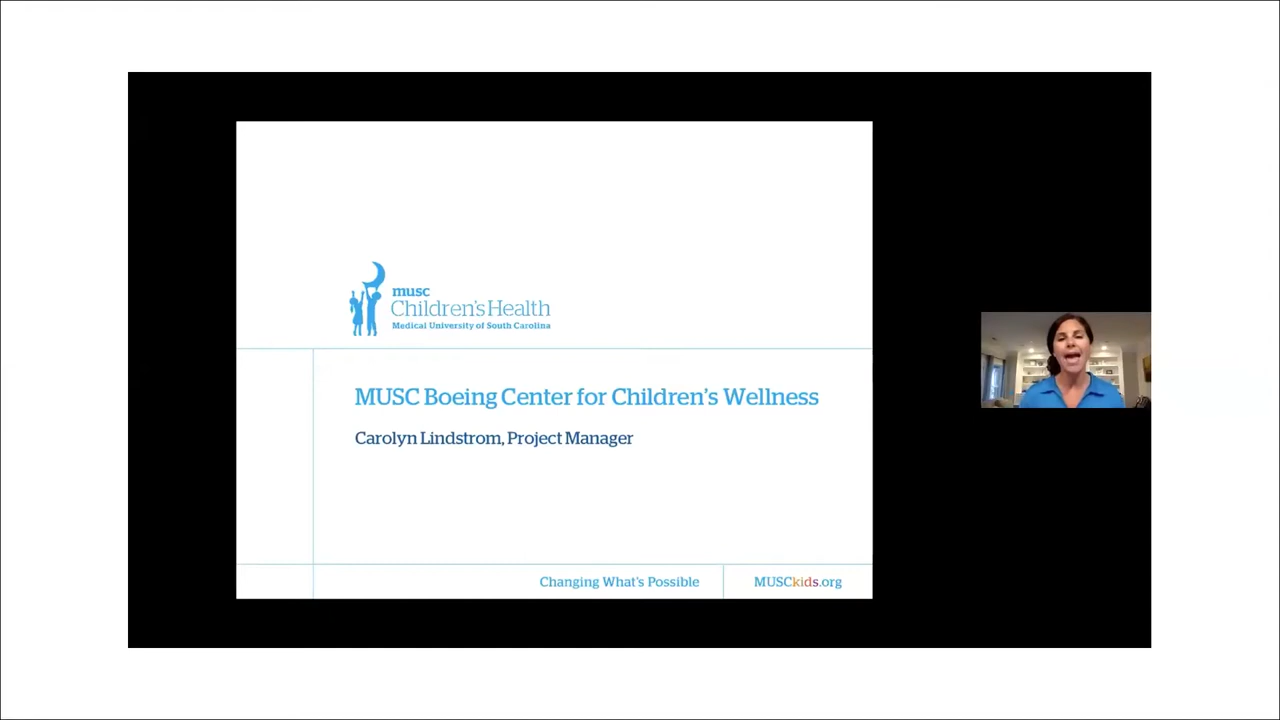 musc
Children's Health
Medical University of South Carolina
MUSC Boeing Center for Children's Wellness
Carolyn Lindstrom, Project Manager
Changing What's Possible
MUSCkids.org